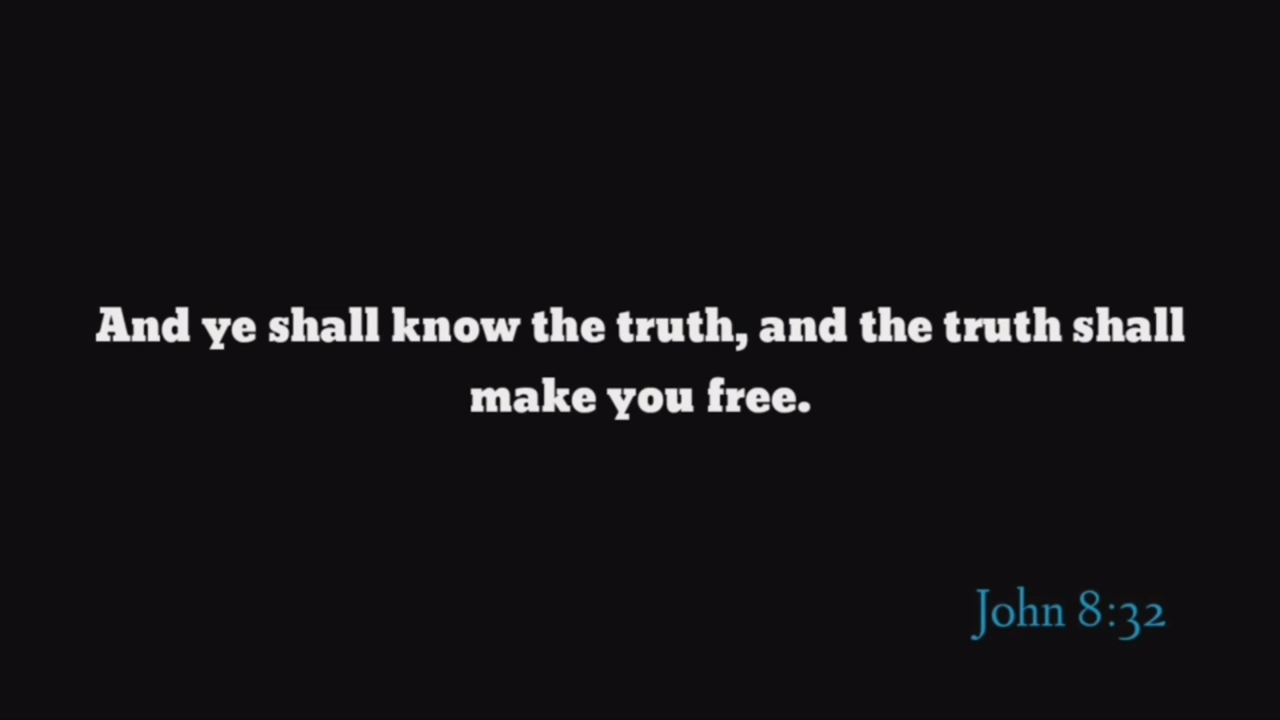 And ye shall know the truth, and the truth shall
make you free.
John 8:32